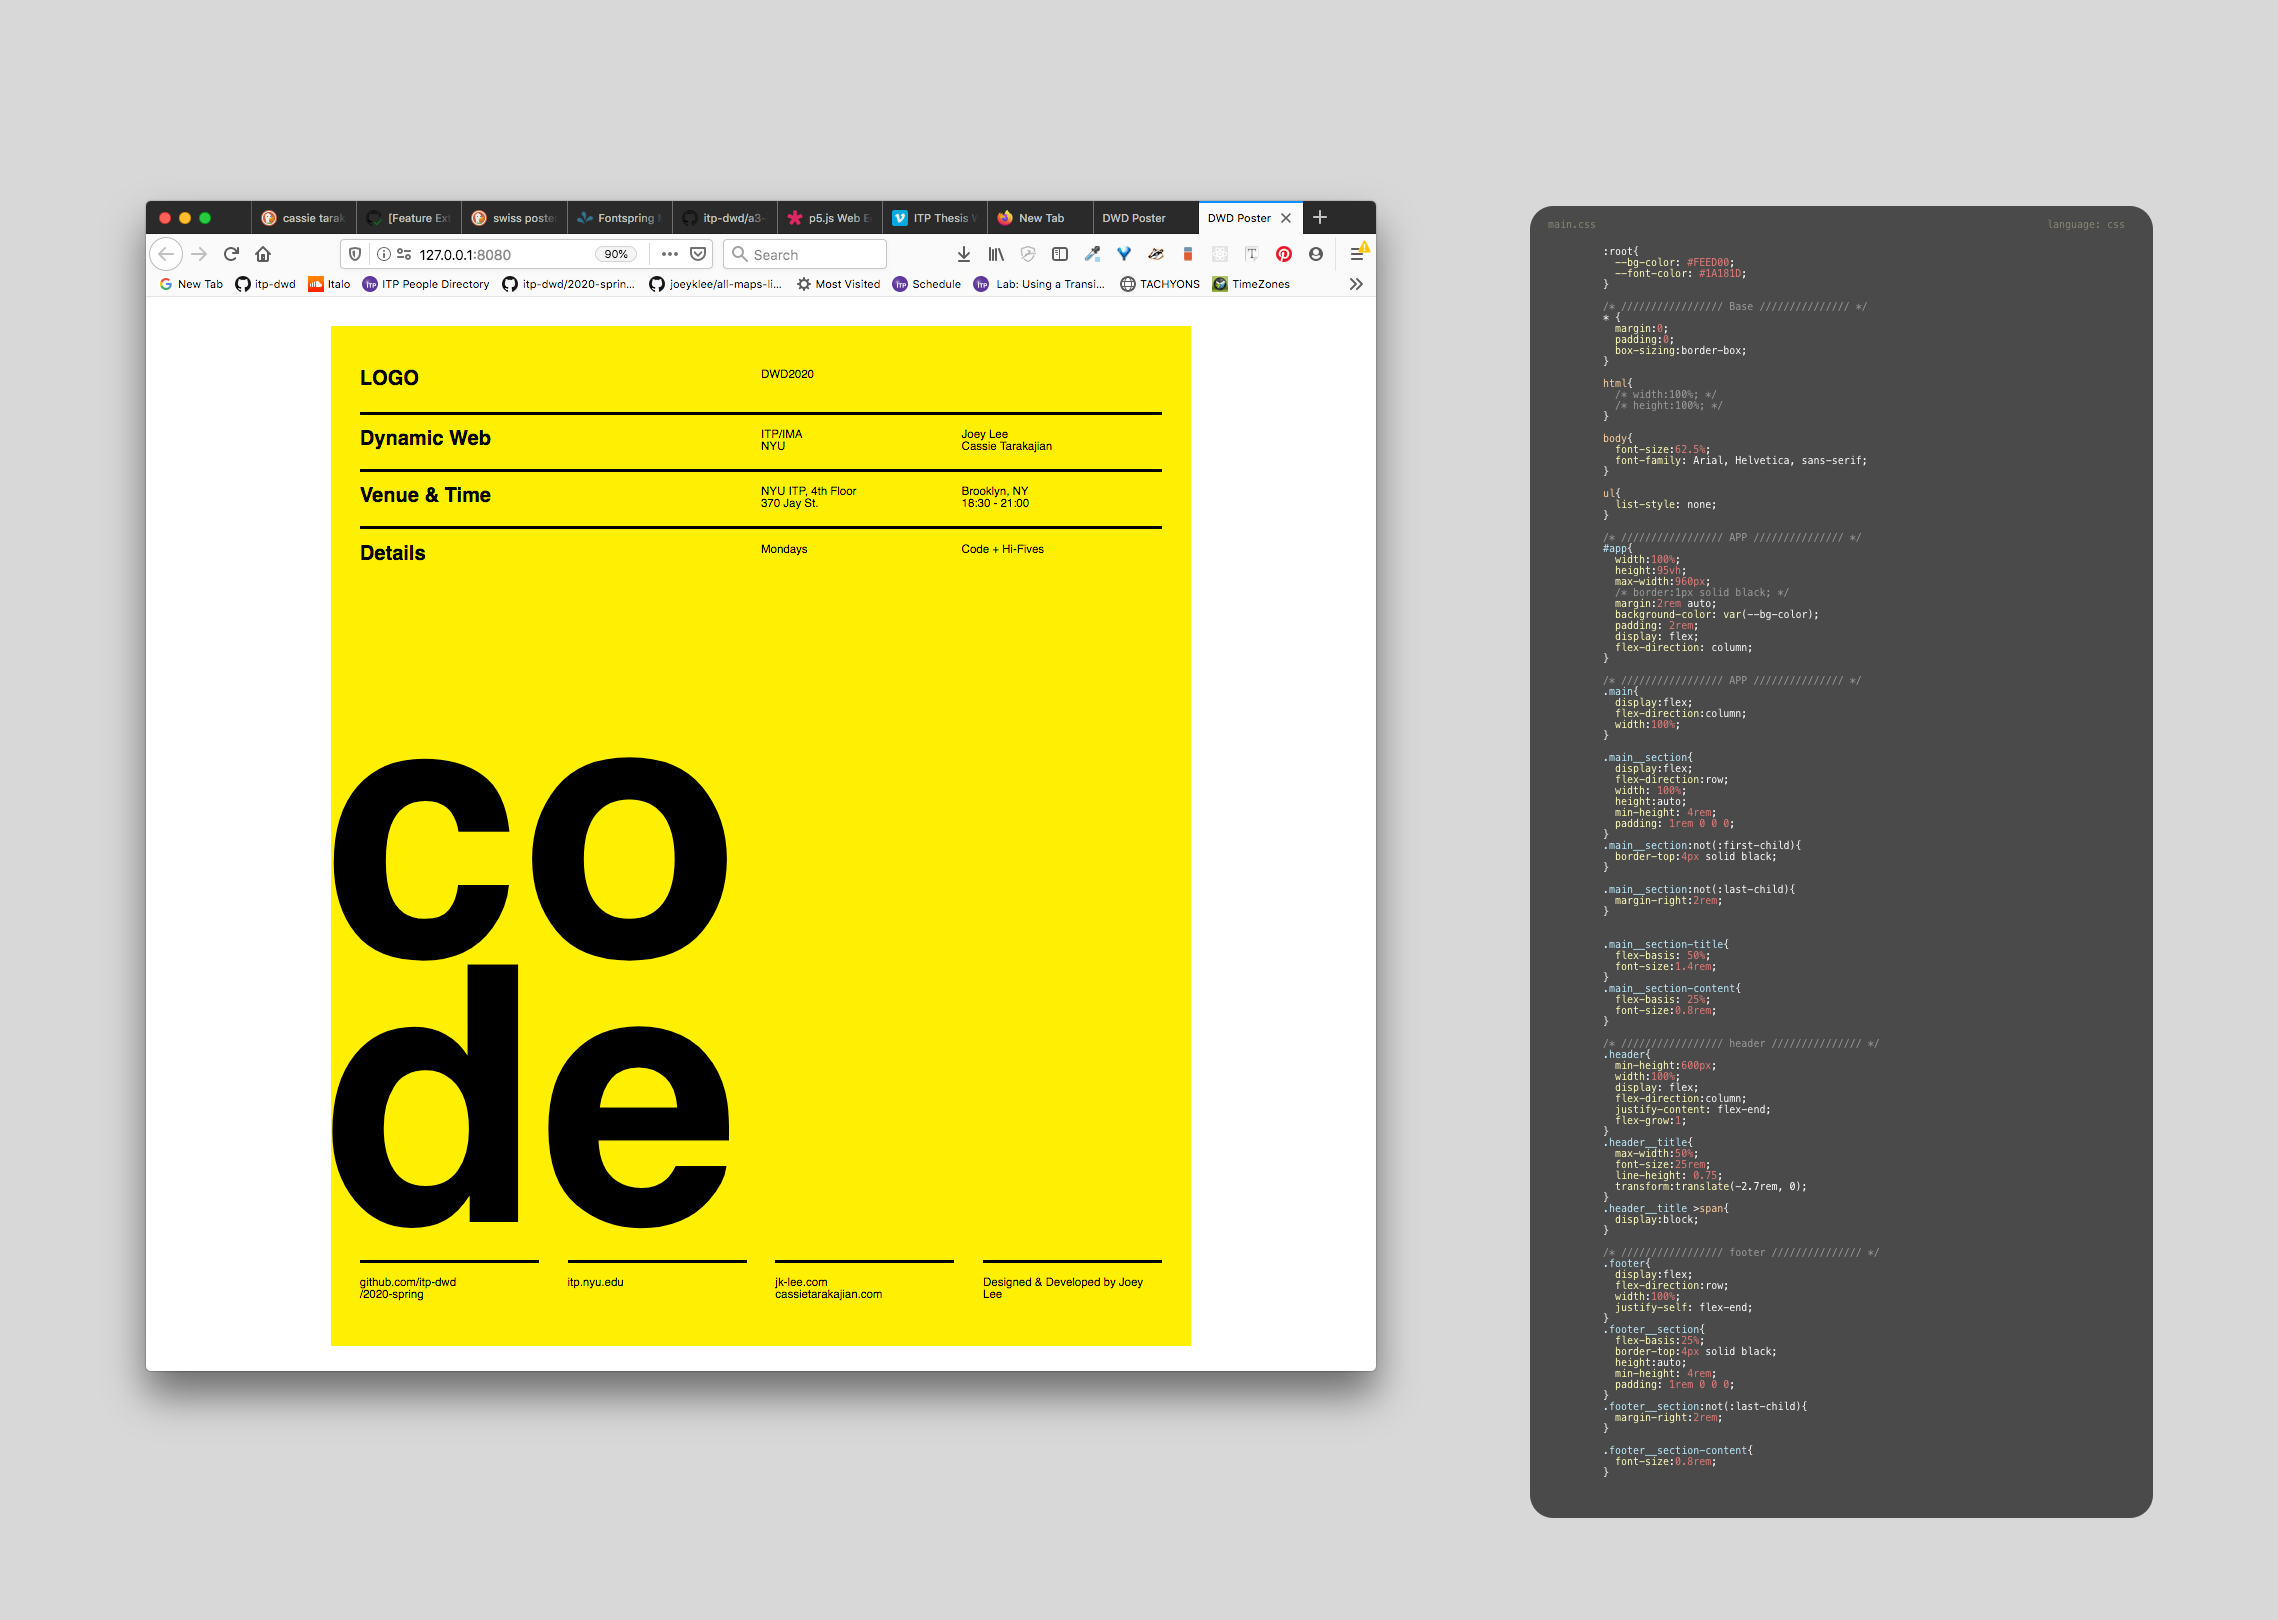 cassie tarak
[Feature Ext
swiss poster
Fontspring
itp-dwd/a3-
p5.js Web E
ITP Thesis W
New Tab
DWD Poster
DWD Poster
127.0.0.1:8080
90%
Search
New Tab
itp-dwd
Italo
ITP People Directory
itp-dwd/2020-sprin...
joeyklee/all-maps-li...
Most Visited
Schedule
Lab: Using a Transi...
TACHYONS
TimeZones
LOGO
DWD2020
Dynamic Web
ITP/IMA
NYU
Joey Lee
Cassie Tarakajian
Venue & Time
NYU ITP, 4th Floor
370 Jay St.
Brooklyn, NY
18:30 - 21:00
Details
Mondays
Code + Hi-Fives
co
de
github.com/itp-dwd
/2020-spring
itp.nyu.edu
jk-lee.com
cassietarakajian.com
Designed & Developed by Joey
Lee
main.css
language: css
:root{
--bg-color: #FEED00;
--font-color: #1A181D;
}
/* ///////////////// Base /////////////// */
* {
margin:0;
padding:0;
box-sizing:border-box;
}
html{
/* width:100%; */
/* height:100%; */
}
body{
font-size:62.5%;
font-family: Arial, Helvetica, sans-serif;
}
ul{
list-style: none;
}
/* ///////////////// APP /////////////// */
#app{
width:100%;
height:95vh;
max-width:960px;
/* border:1px solid black; */
margin:2rem auto;
background-color: var(--bg-color);
padding: 2rem;
display: flex;
flex-direction: column;
}
/* ///////////////// APP /////////////// */
.main{
display:flex;
flex-direction:column;
width:100%;
}
.main__section{
display:flex;
flex-direction:row;
width: 100%;
height:auto;
min-height: 4rem;
padding: 1rem 0 0 0;
}
.main__section:not(:first-child){
border-top:4px solid black;
}
.main__section:not(:last-child){
margin-right:2rem;
}
.main__section-title{
flex-basis: 50%;
font-size:1.4rem;
}
.main__section-content{
flex-basis: 25%;
font-size:0.8rem;
}
/* ///////////////// header /////////////// */
.header{
min-height:600px;
width:100%;
display: flex;
flex-direction:column;
justify-content: flex-end;
flex-grow:1;
}
.header__title{
max-width:50%;
font-size:25rem;
line-height: 0.75;
transform:translate(-2.7rem, 0);
}
.header__title >span{
display:block;
}
/* ///////////////// footer /////////////// */
.footer{
display:flex;
flex-direction:row;
width:100%;
justify-self: flex-end;
}
.footer__section{
flex-basis:25%;
border-top:4px solid black;
height:auto;
min-height: 4rem;
padding: 1rem 0 0 0;
}
.footer__section:not(:last-child){
margin-right:2rem;
}
.footer__section-content{
font-size:0.8rem;
}